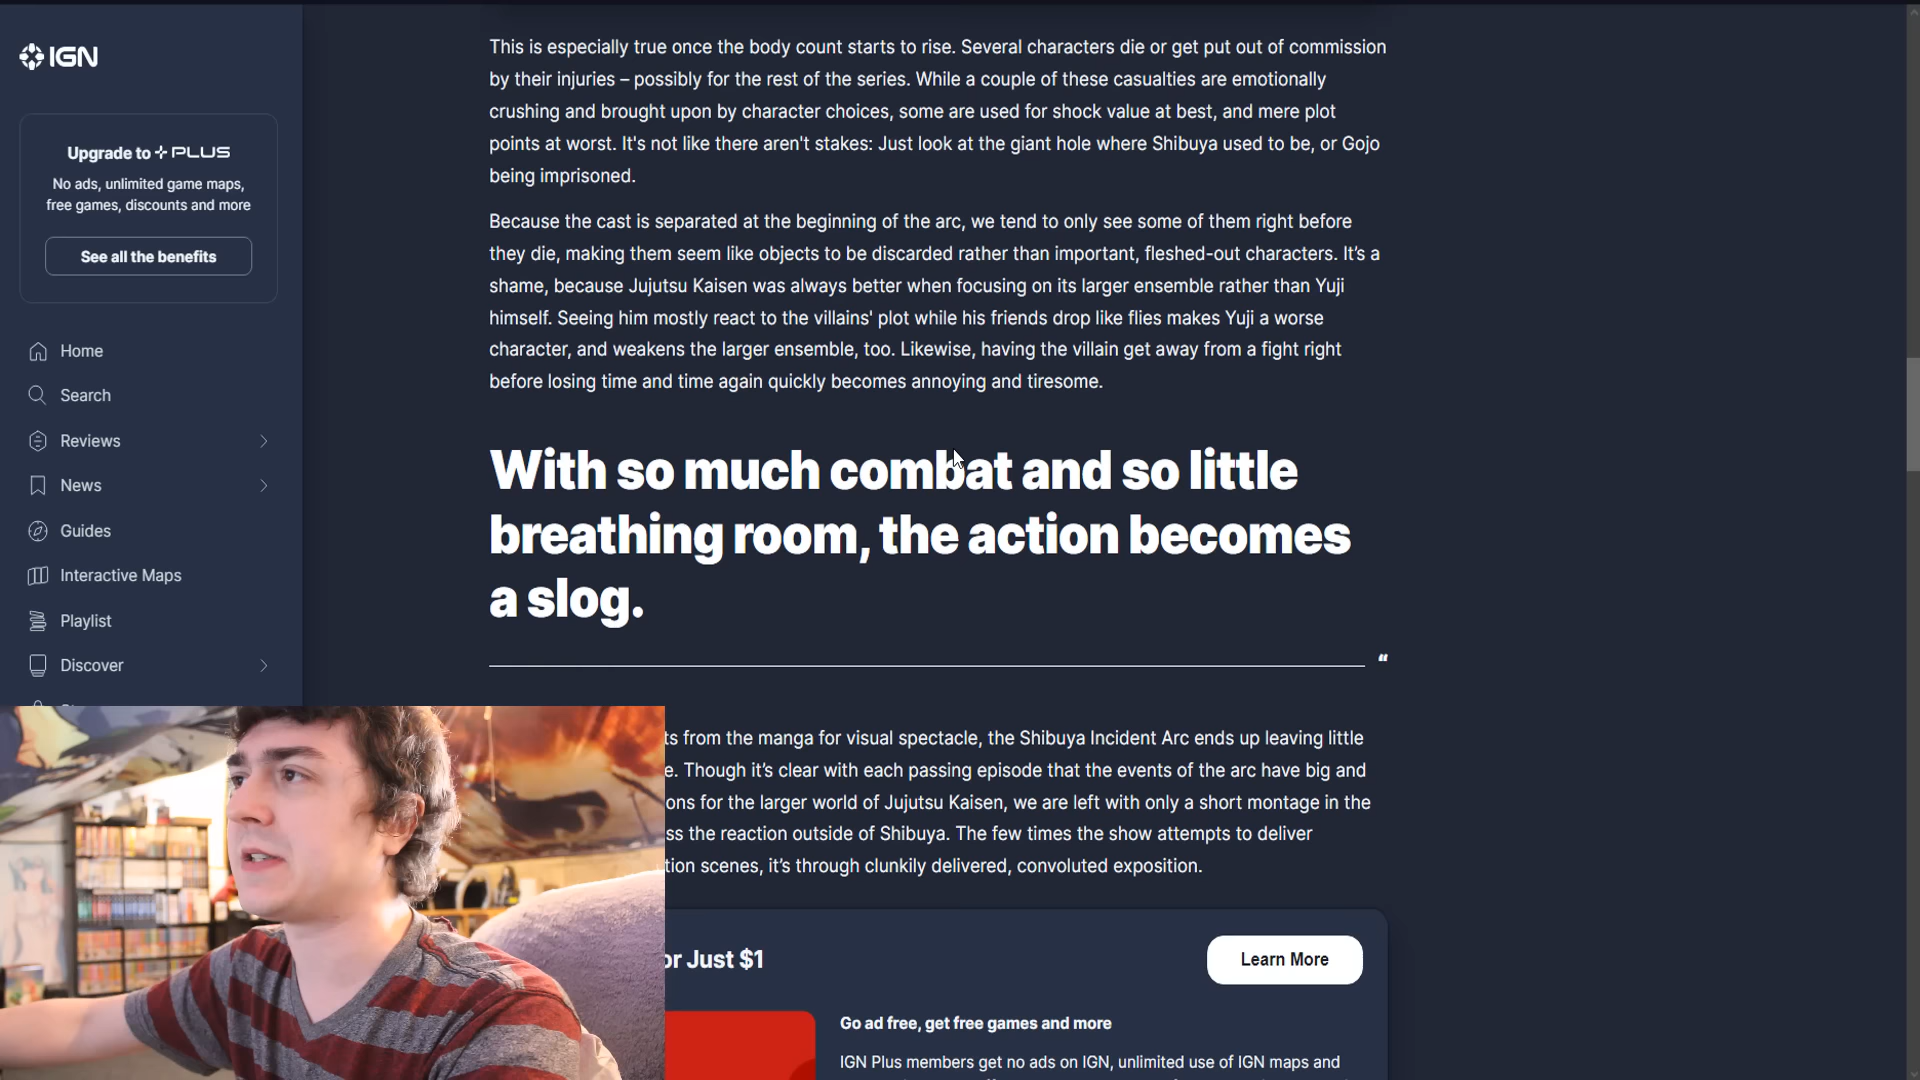 IGN
Upgrade to + PLUS
No ads, unlimited game maps,
free games, discounts and more
See all the benefits
Home
Search
Reviews
News
Guides
Interactive Maps
Playlist
Discover
This is especially true once the body count starts to rise. Several characters die or get put out of commission
by their injuries – possibly for the rest of the series. While a couple of these casualties are emotionally
crushing and brought upon by character choices, some are used for shock value at best, and mere plot
points at worst. It's not like there aren't stakes: Just look at the giant hole where Shibuya used to be, or Gojo
being imprisoned.
Because the cast is separated at the beginning of the arc, we tend to only see some of them right before
they die, making them seem like objects to be discarded rather than important, fleshed-out characters. It’s a
shame, because Jujutsu Kaisen was always better when focusing on its larger ensemble rather than Yuji
himself. Seeing him mostly react to the villains' plot while his friends drop like flies makes Yuji a worse
character, and weakens the larger ensemble, too. Likewise, having the villain get away from a fight right
before losing time and time again quickly becomes annoying and tiresome.
With so much combat and so little
breathing room, the action becomes
a slog.
“
ts from the manga for visual spectacle, the Shibuya Incident Arc ends up leaving little
e. Though it’s clear with each passing episode that the events of the arc have big and
ons for the larger world of Jujutsu Kaisen, we are left with only a short montage in the
ss the reaction outside of Shibuya. The few times the show attempts to deliver
tion scenes, it’s through clunkily delivered, convoluted exposition.
or Just $1
Learn More
Go ad free, get free games and more
IGN Plus members get no ads on IGN, unlimited use of IGN maps and